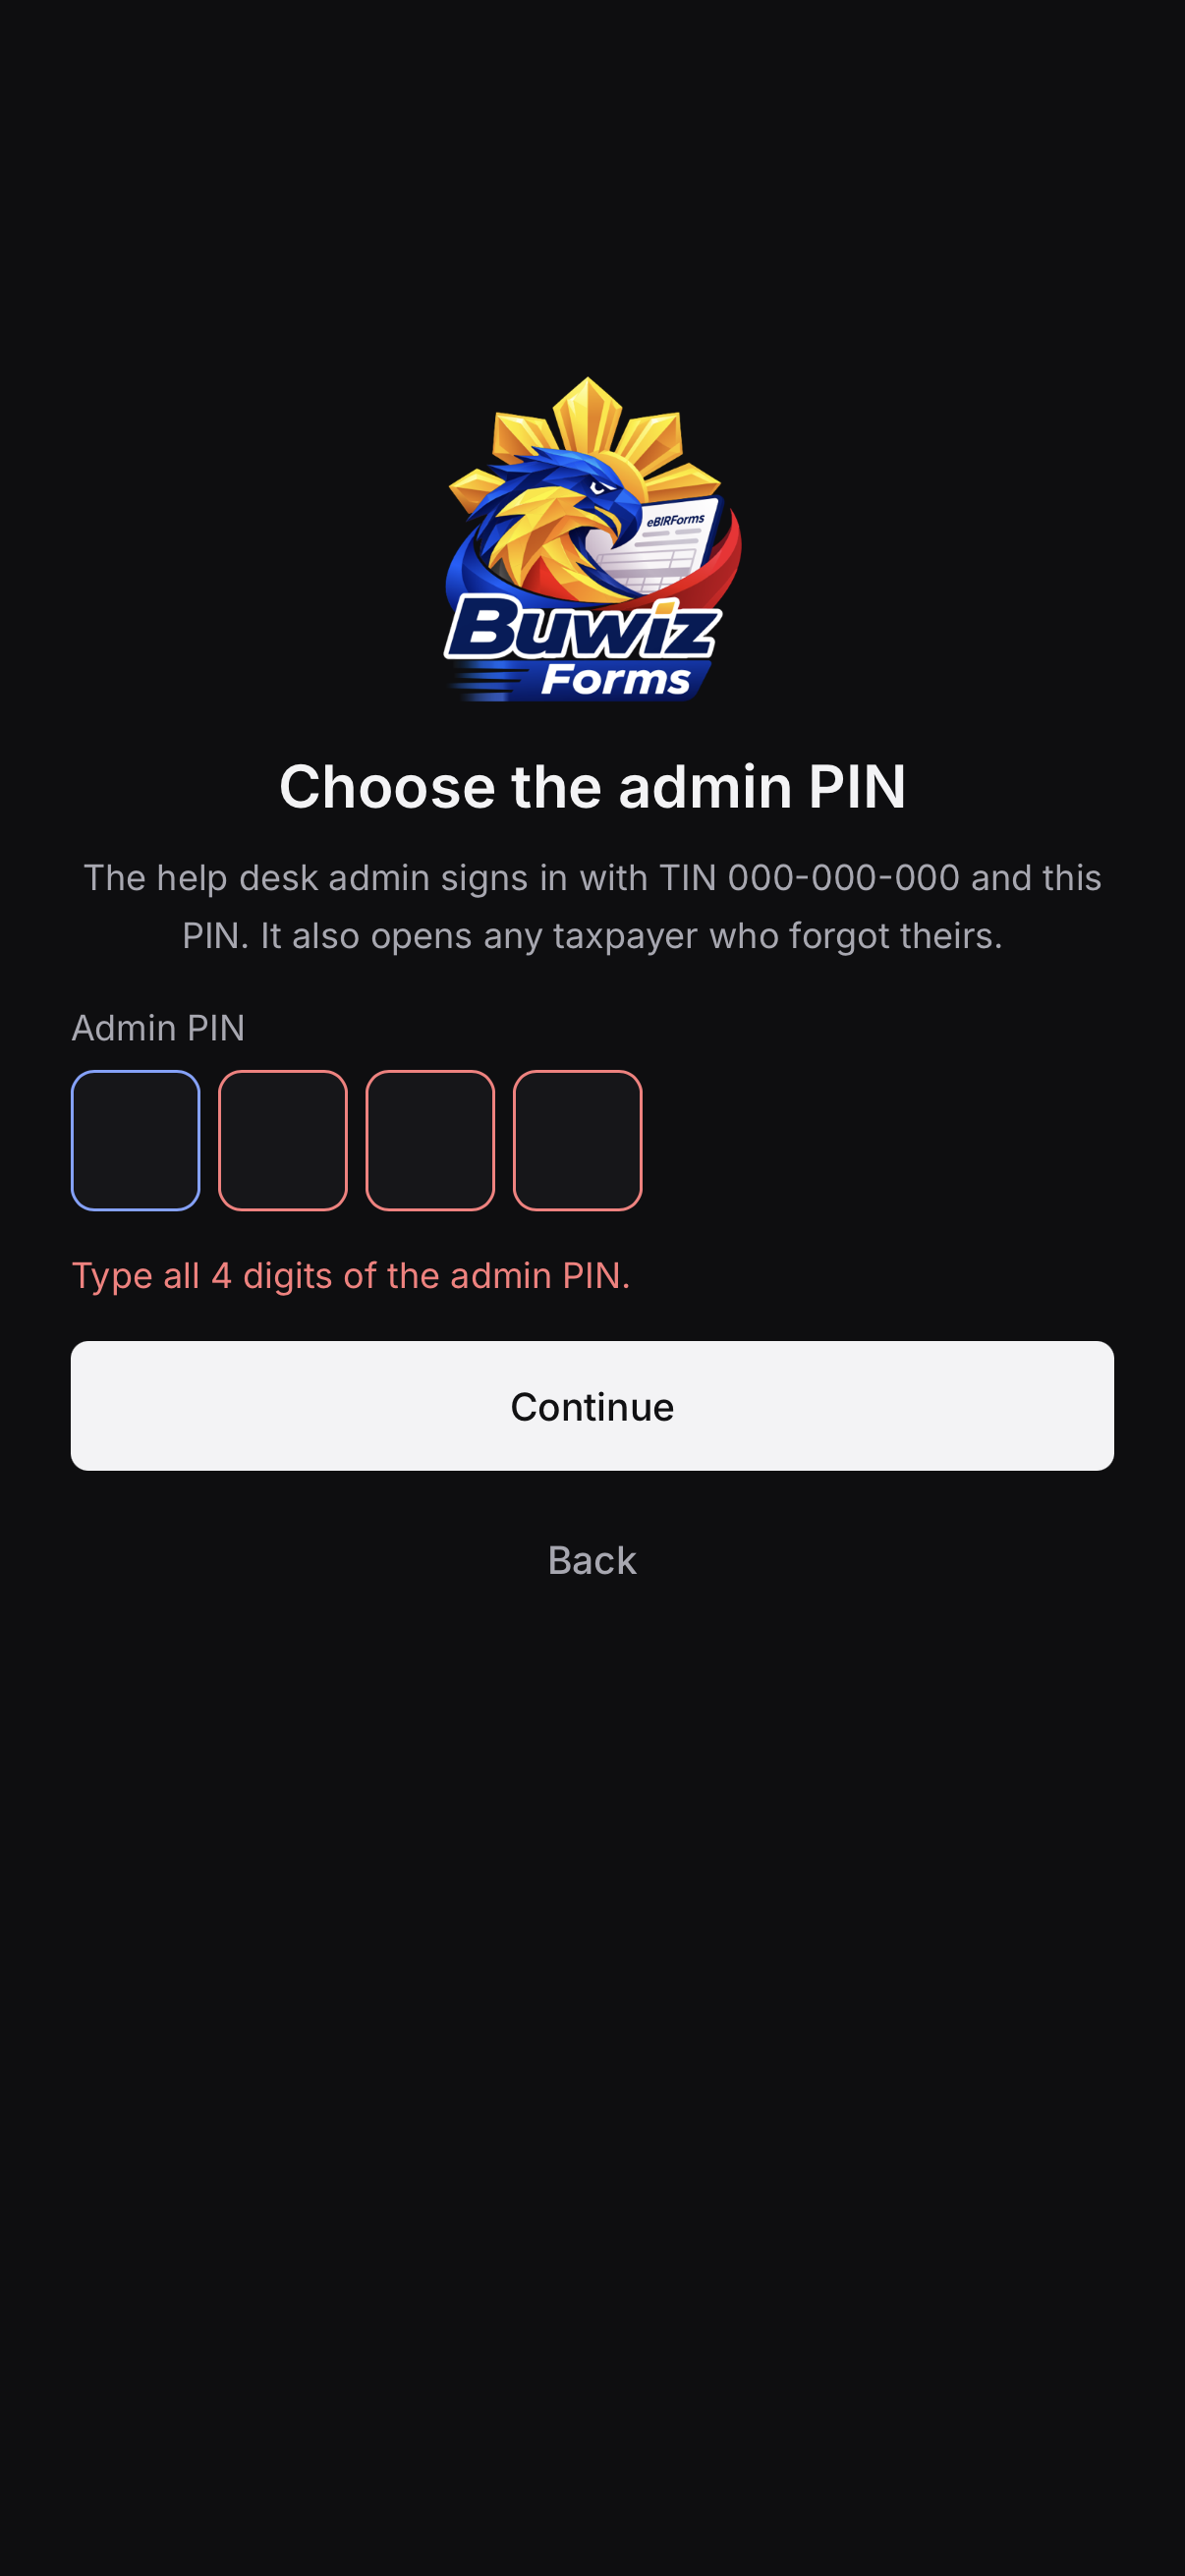 eBIRForms
Buwiz
Forms
Choose the admin PIN
The help desk admin signs in with TIN 000-000-000 and this
PIN. It also opens any taxpayer who forgot theirs.
Admin PIN
Type all 4 digits of the admin PIN.
Continue
Back